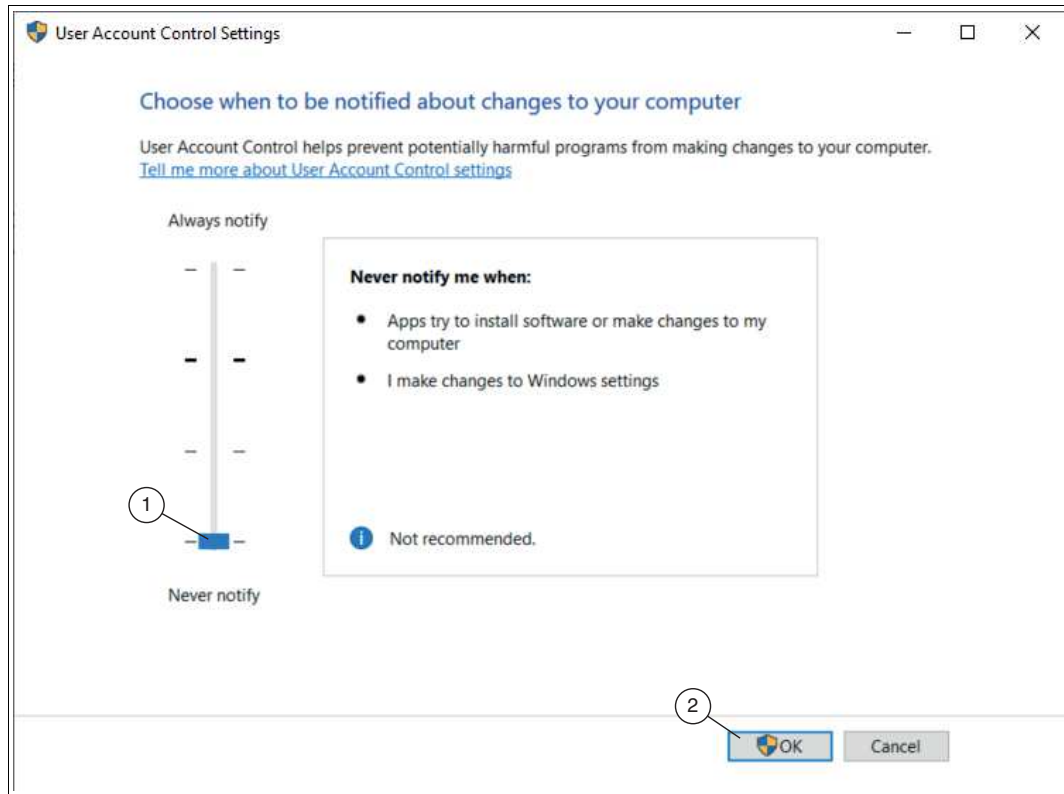 User Account Control Settings
Choose when to be notified about changes to your computer
User Account Control helps prevent potentially harmful programs from making changes to your computer.
Tell me more about User Account Control settings
Always notify
Never notify me when:
• Apps try to install software or make changes to my
computer
• I make changes to Windows settings
1
Not recommended.
Never notify
2
OK
Cancel